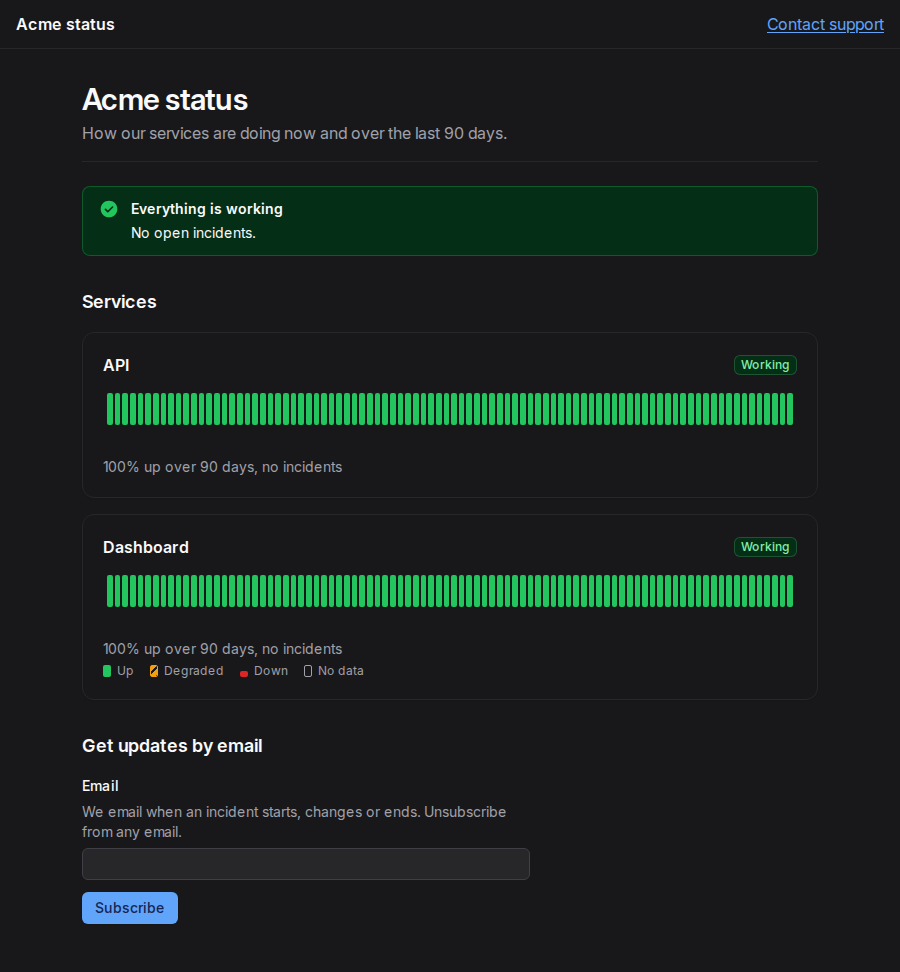 Acme status
Contact support
Acme status
How our services are doing now and over the last 90 days.
Everything is working
No open incidents.
Services
API
Working
100% up over 90 days, no incidents
Dashboard
Working
100% up over 90 days, no incidents
Up Degraded Down No data
Get updates by email
Email
We email when an incident starts, changes or ends. Unsubscribe
from any email.
Subscribe